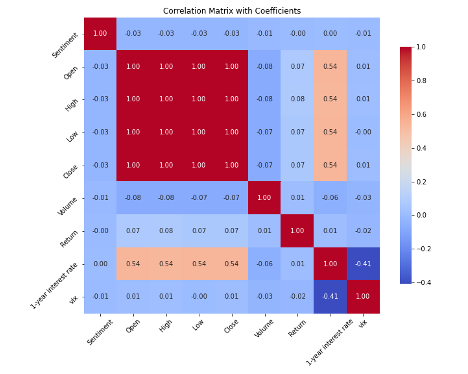 Correlation Matrix with Coefficients
Sentiment 1.00 -0.03 -0.03 -0.03 -0.03 -0.01 -0.00 0.00 -0.01
Open -0.03 1.00 1.00 1.00 1.00 -0.08 0.07 0.54 0.01
High -0.03 1.00 1.00 1.00 1.00 -0.08 0.08 0.54 0.01
Low -0.03 1.00 1.00 1.00 1.00 -0.07 0.07 0.54 -0.00
Close -0.03 1.00 1.00 1.00 1.00 -0.07 0.07 0.54 0.01
Volume -0.01 -0.08 -0.08 -0.07 -0.07 1.00 0.01 -0.06 -0.03
Return -0.00 0.07 0.08 0.07 0.07 0.01 1.00 0.01 -0.02
1-year interest rate 0.00 0.54 0.54 0.54 0.54 -0.06 0.01 1.00 -0.41
vix -0.01 0.01 0.01 -0.00 0.01 -0.03 -0.02 -0.41 1.00
Sentiment Open High Low Close Volume Return 1-year interest rate vix
1.0
0.8
0.6
0.4
0.2
0.0
−0.2
−0.4